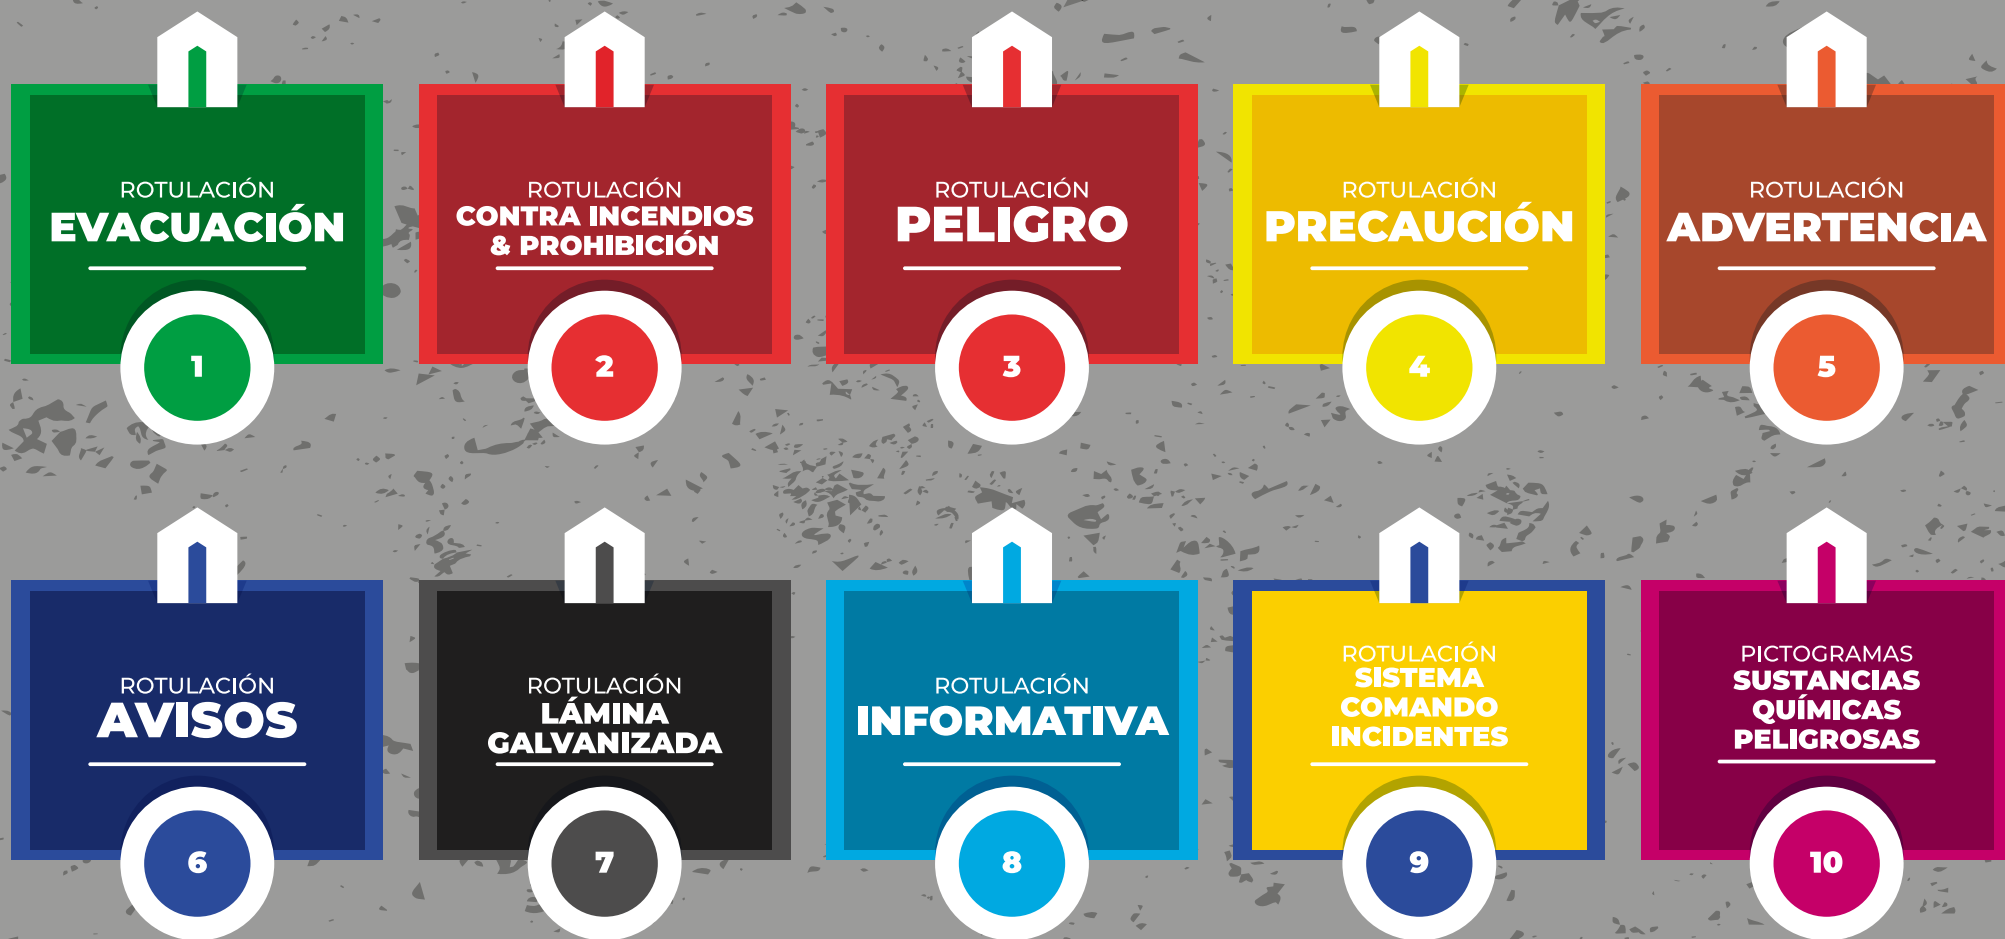 ROTULACIÓN
EVACUACIÓN
1
ROTULACIÓN
CONTRA INCENDIOS
& PROHIBICIÓN
2
ROTULACIÓN
PELIGRO
3
ROTULACIÓN
PRECAUCIÓN
4
ROTULACIÓN
ADVERTENCIA
5
ROTULACIÓN
AVISOS
6
ROTULACIÓN
LÁMINA
GALVANIZADA
7
ROTULACIÓN
INFORMATIVA
8
ROTULACIÓN
SISTEMA
COMANDO
INCIDENTES
9
PICTOGRAMAS
SUSTANCIAS
QUÍMICAS
PELIGROSAS
10